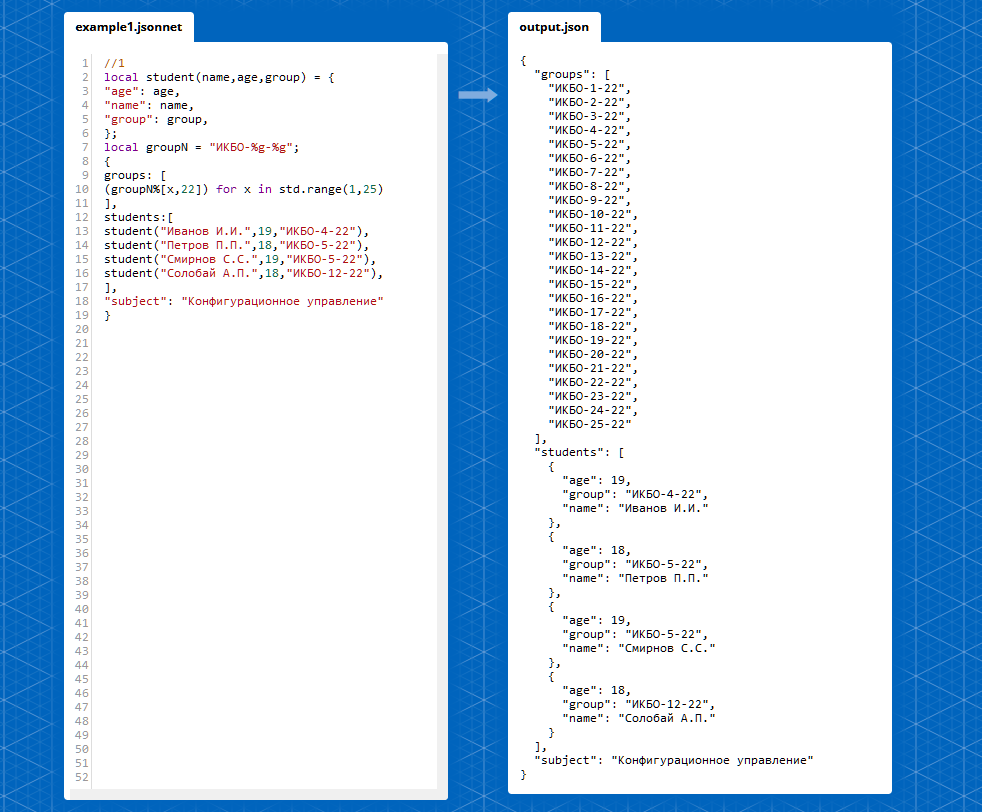 example1.jsonnet
1 //1
2 local student(name,age,group) = {
3 "age": age,
4 "name": name,
5 "group": group,
6 };
7 local groupN = "ИКБО-%g-%g";
8 {
9 groups: [
10 (groupN%[x,22]) for x in std.range(1,25)
11 ],
12 students:[
13 student("Иванов И.И.",19,"ИКБО-4-22"),
14 student("Петров П.П.",18,"ИКБО-5-22"),
15 student("Смирнов С.С.",19,"ИКБО-5-22"),
16 student("Солобай А.П.",18,"ИКБО-12-22"),
17 ],
18 "subject": "Конфигурационное управление"
19 }
20
21
22
23
24
25
26
27
28
29
30
31
32
33
34
35
36
37
38
39
40
41
42
43
44
45
46
47
48
49
50
51
52
output.json
{
"groups": [
"ИКБО-1-22",
"ИКБО-2-22",
"ИКБО-3-22",
"ИКБО-4-22",
"ИКБО-5-22",
"ИКБО-6-22",
"ИКБО-7-22",
"ИКБО-8-22",
"ИКБО-9-22",
"ИКБО-10-22",
"ИКБО-11-22",
"ИКБО-12-22",
"ИКБО-13-22",
"ИКБО-14-22",
"ИКБО-15-22",
"ИКБО-16-22",
"ИКБО-17-22",
"ИКБО-18-22",
"ИКБО-19-22",
"ИКБО-20-22",
"ИКБО-21-22",
"ИКБО-22-22",
"ИКБО-23-22",
"ИКБО-24-22",
"ИКБО-25-22"
],
"students": [
{
"age": 19,
"group": "ИКБО-4-22",
"name": "Иванов И.И."
},
{
"age": 18,
"group": "ИКБО-5-22",
"name": "Петров П.П."
},
{
"age": 19,
"group": "ИКБО-5-22",
"name": "Смирнов С.С."
},
{
"age": 18,
"group": "ИКБО-12-22",
"name": "Солобай А.П."
}
],
"subject": "Конфигурационное управление"
}